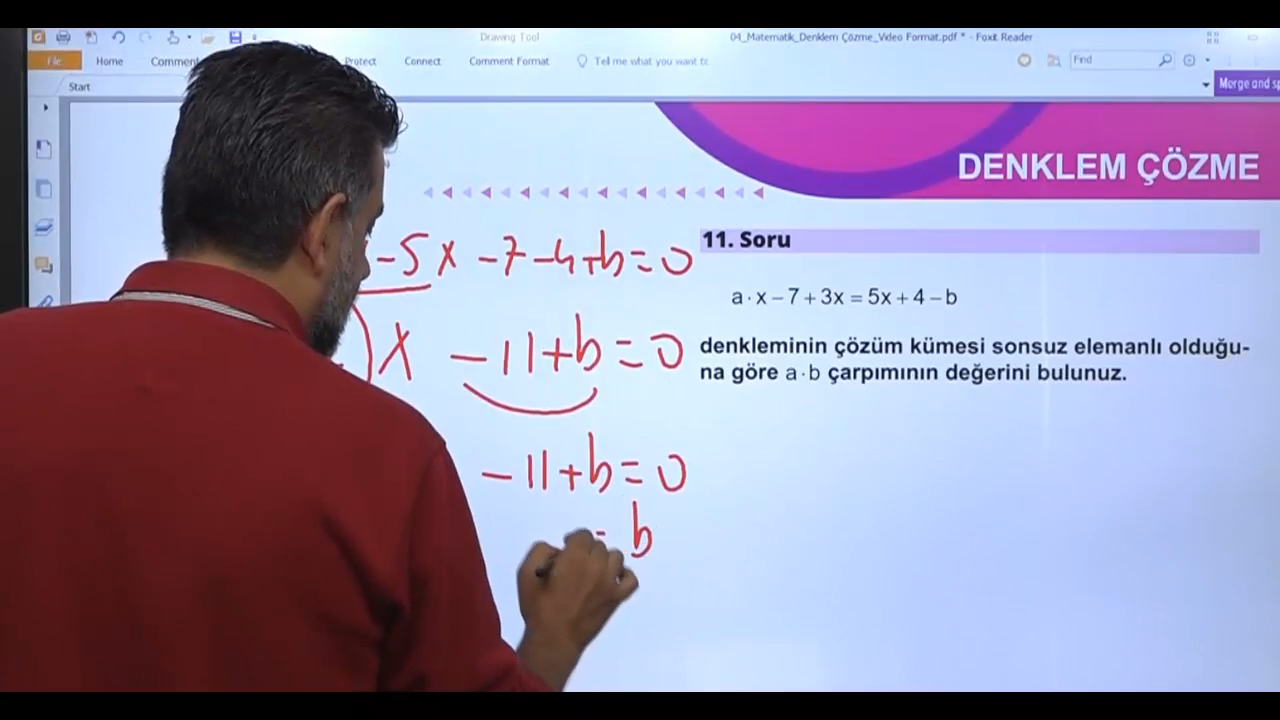 Drawing Tool
04_Matematik_Denklem Çözme_Video Format.pdf * - Foxit Reader
File
Home
Comment
Protect
Connect
Comment Format
Tell me what you want to
Find
Start
Merge and sp
DENKLEM ÇÖZME
11. Soru
a · x – 7 + 3x = 5x + 4 – b
denkleminin çözüm kümesi sonsuz elemanlı olduğu-
na göre a · b çarpımının değerini bulunuz.
-5x -7-4+b=0
)x -11+b=0
-11+b=0
= b